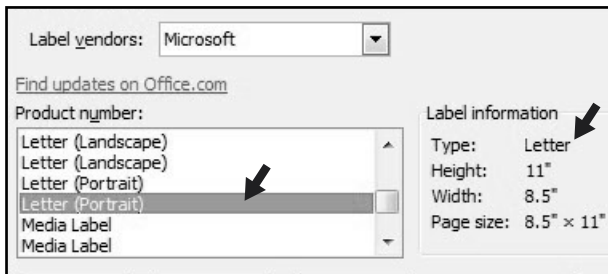 Label vendors: Microsoft
Find updates on Office.com
Product number:
Letter (Landscape)
Letter (Landscape)
Letter (Portrait)
Letter (Portrait)
Media Label
Media Label
Label information
Type: Letter
Height: 11"
Width: 8.5"
Page size: 8.5" × 11"